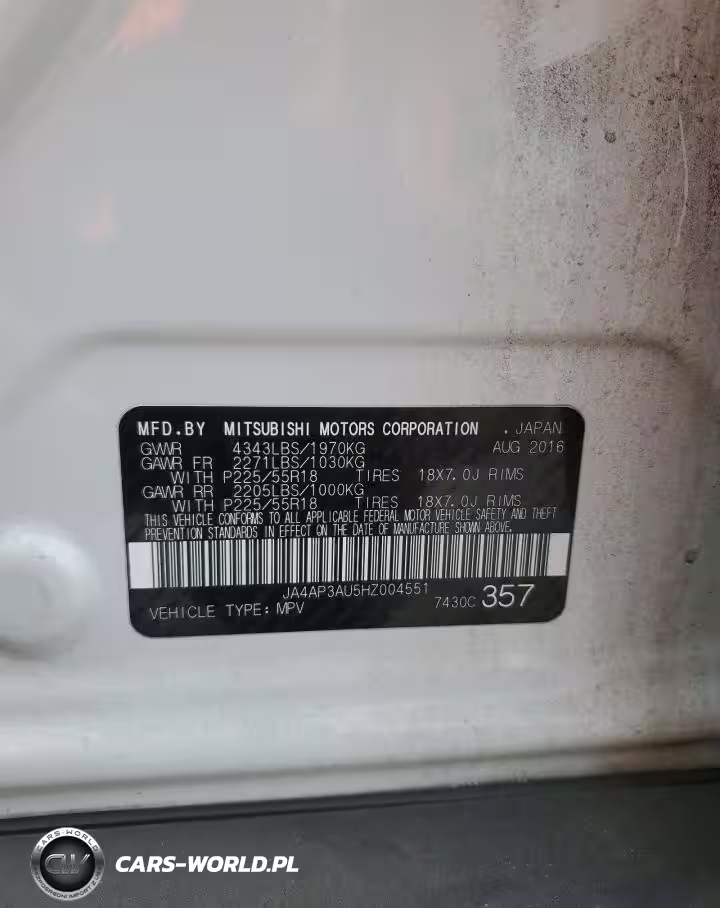 MFD.BY MITSUBISHI MOTORS CORPORATION . JAPAN
GVWR 4343LBS/1970KG AUG 2016
GAWR FR 2271LBS/1030KG
WITH P225/55R18 TIRES 18X7.0J RIMS
GAWR RR 2205LBS/1000KG
WITH P225/55R18 TIRES 18X7.0J RIMS
THIS VEHICLE CONFORMS TO ALL APPLICABLE FEDERAL MOTOR VEHICLE SAFETY AND THEFT
PREVENTION STANDARDS IN EFFECT ON THE DATE OF MANUFACTURE SHOWN ABOVE.
JA4AP3AU5HZ004551
VEHICLE TYPE: MPV 7430C 357
CARS-WORLD
CW
CARS-WORLD.PL